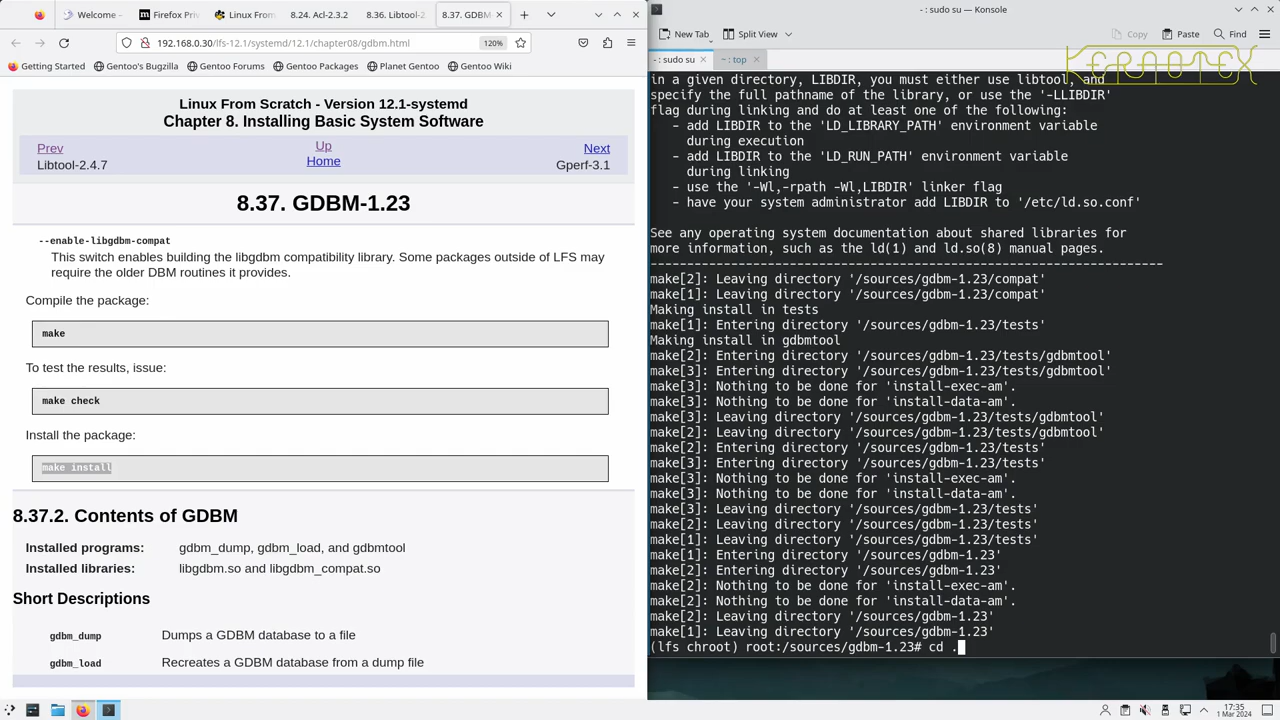 Welcome –
Firefox Priv
Linux From
8.24. Acl-2.3.2
8.36. Libtool-2.
8.37. GDBM-
192.168.0.30/lfs-12.1/systemd/12.1/chapter08/gdbm.html
120%
Getting Started
Gentoo's Bugzilla
Gentoo Forums
Gentoo Packages
Planet Gentoo
Gentoo Wiki
Linux From Scratch - Version 12.1-systemd
Chapter 8. Installing Basic System Software
Prev
Up
Next
Libtool-2.4.7
Home
Gperf-3.1
8.37. GDBM-1.23
--enable-libgdbm-compat
This switch enables building the libgdbm compatibility library. Some packages outside of LFS may
require the older DBM routines it provides.
Compile the package:
make
To test the results, issue:
make check
Install the package:
make install
8.37.2. Contents of GDBM
Installed programs: gdbm_dump, gdbm_load, and gdbmtool
Installed libraries: libgdbm.so and libgdbm_compat.so
Short Descriptions
gdbm_dump Dumps a GDBM database to a file
gdbm_load Recreates a GDBM database from a dump file
- : sudo su — Konsole
New Tab
Split View
Copy
Paste
Find
- : sudo su
~ : top
KERNOTEX
in a given directory, LIBDIR, you must either use libtool, and
specify the full pathname of the library, or use the '-LLIBDIR'
flag during linking and do at least one of the following:
- add LIBDIR to the 'LD_LIBRARY_PATH' environment variable
during execution
- add LIBDIR to the 'LD_RUN_PATH' environment variable
during linking
- use the '-Wl,-rpath -Wl,LIBDIR' linker flag
- have your system administrator add LIBDIR to '/etc/ld.so.conf'
See any operating system documentation about shared libraries for
more information, such as the ld(1) and ld.so(8) manual pages.
----------------------------------------------------------------------
make[2]: Leaving directory '/sources/gdbm-1.23/compat'
make[1]: Leaving directory '/sources/gdbm-1.23/compat'
Making install in tests
make[1]: Entering directory '/sources/gdbm-1.23/tests'
Making install in gdbmtool
make[2]: Entering directory '/sources/gdbm-1.23/tests/gdbmtool'
make[3]: Entering directory '/sources/gdbm-1.23/tests/gdbmtool'
make[3]: Nothing to be done for 'install-exec-am'.
make[3]: Nothing to be done for 'install-data-am'.
make[3]: Leaving directory '/sources/gdbm-1.23/tests/gdbmtool'
make[2]: Leaving directory '/sources/gdbm-1.23/tests/gdbmtool'
make[2]: Entering directory '/sources/gdbm-1.23/tests'
make[3]: Entering directory '/sources/gdbm-1.23/tests'
make[3]: Nothing to be done for 'install-exec-am'.
make[3]: Nothing to be done for 'install-data-am'.
make[3]: Leaving directory '/sources/gdbm-1.23/tests'
make[2]: Leaving directory '/sources/gdbm-1.23/tests'
make[1]: Leaving directory '/sources/gdbm-1.23/tests'
make[1]: Entering directory '/sources/gdbm-1.23'
make[2]: Entering directory '/sources/gdbm-1.23'
make[2]: Nothing to be done for 'install-exec-am'.
make[2]: Nothing to be done for 'install-data-am'.
make[2]: Leaving directory '/sources/gdbm-1.23'
make[1]: Leaving directory '/sources/gdbm-1.23'
(lfs chroot) root:/sources/gdbm-1.23# cd .
17:35
1 Mar 2024